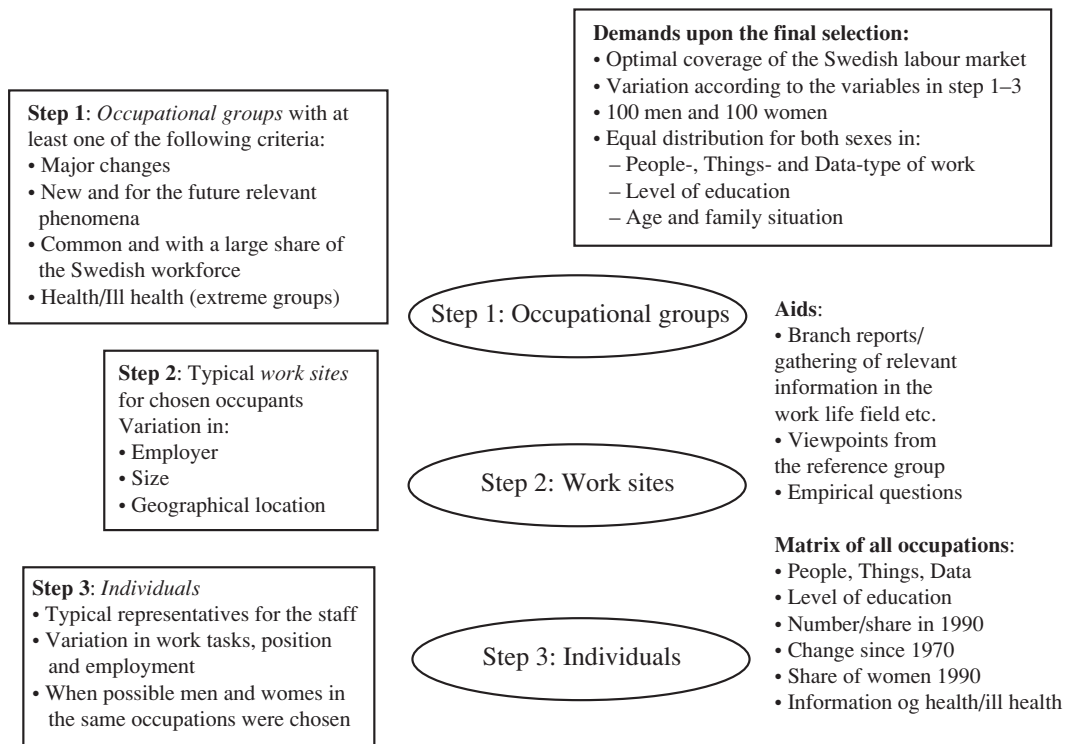 Demands upon the final selection:
• Optimal coverage of the Swedish labour market
• Variation according to the variables in step 1–3
• 100 men and 100 women
• Equal distribution for both sexes in:
– People-, Things- and Data-type of work
– Level of education
– Age and family situation
Step 1: Occupational groups with at
least one of the following criteria:
• Major changes
• New and for the future relevant
phenomena
• Common and with a large share of
the Swedish workforce
• Health/Ill health (extreme groups)
Step 1: Occupational groups
Aids:
• Branch reports/
gathering of relevant
information in the
work life field etc.
• Viewpoints from
the reference group
• Empirical questions
Step 2: Typical work sites
for chosen occupants
Variation in:
• Employer
• Size
• Geographical location
Step 2: Work sites
Matrix of all occupations:
• People, Things, Data
• Level of education
• Number/share in 1990
• Change since 1970
• Share of women 1990
• Information og health/ill health
Step 3: Individuals
• Typical representatives for the staff
• Variation in work tasks, position
and employment
• When possible men and womes in
the same occupations were chosen
Step 3: Individuals